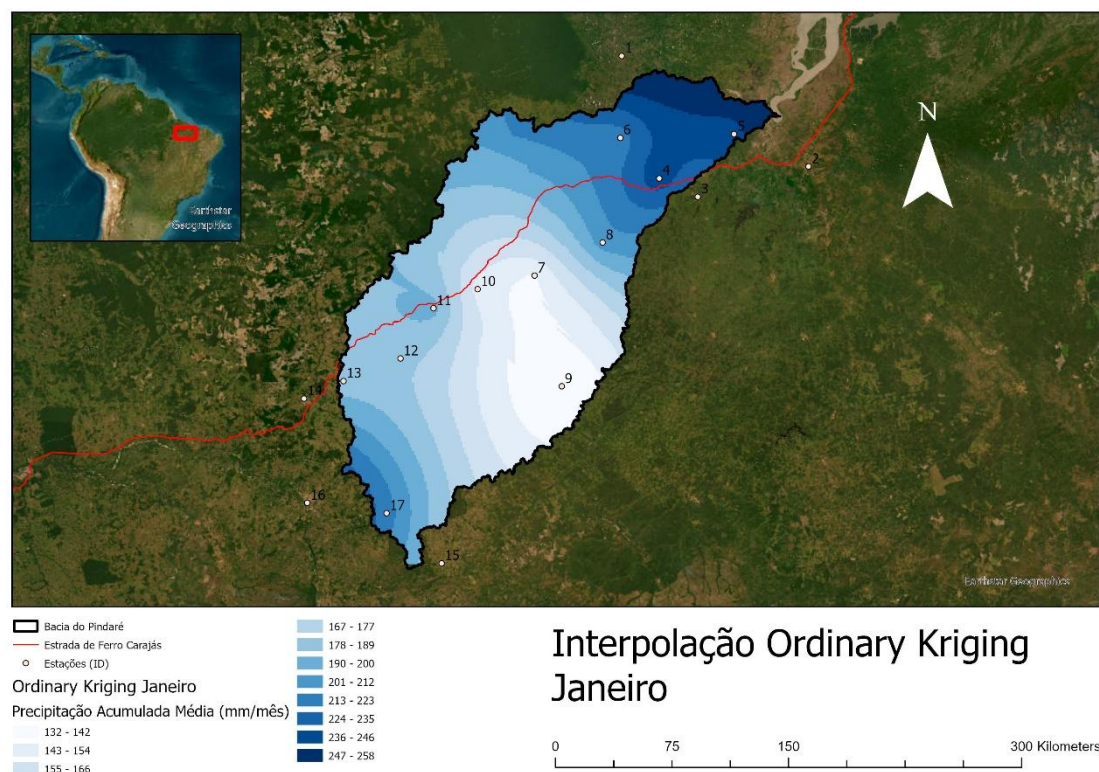 Earthstar
Geographics
N
1
2
3
4
5
6
7
8
9
10
11
12
13
14
15
16
17
Earthstar Geographics
Bacia do Pindaré
Estrada de Ferro Carajás
Estações (ID)
Ordinary Kriging Janeiro
Precipitação Acumulada Média (mm/mês)
132 - 142
143 - 154
155 - 166
167 - 177
178 - 189
190 - 200
201 - 212
213 - 223
224 - 235
236 - 246
247 - 258
Interpolação Ordinary Kriging
Janeiro
0 75 150 300 Kilometers